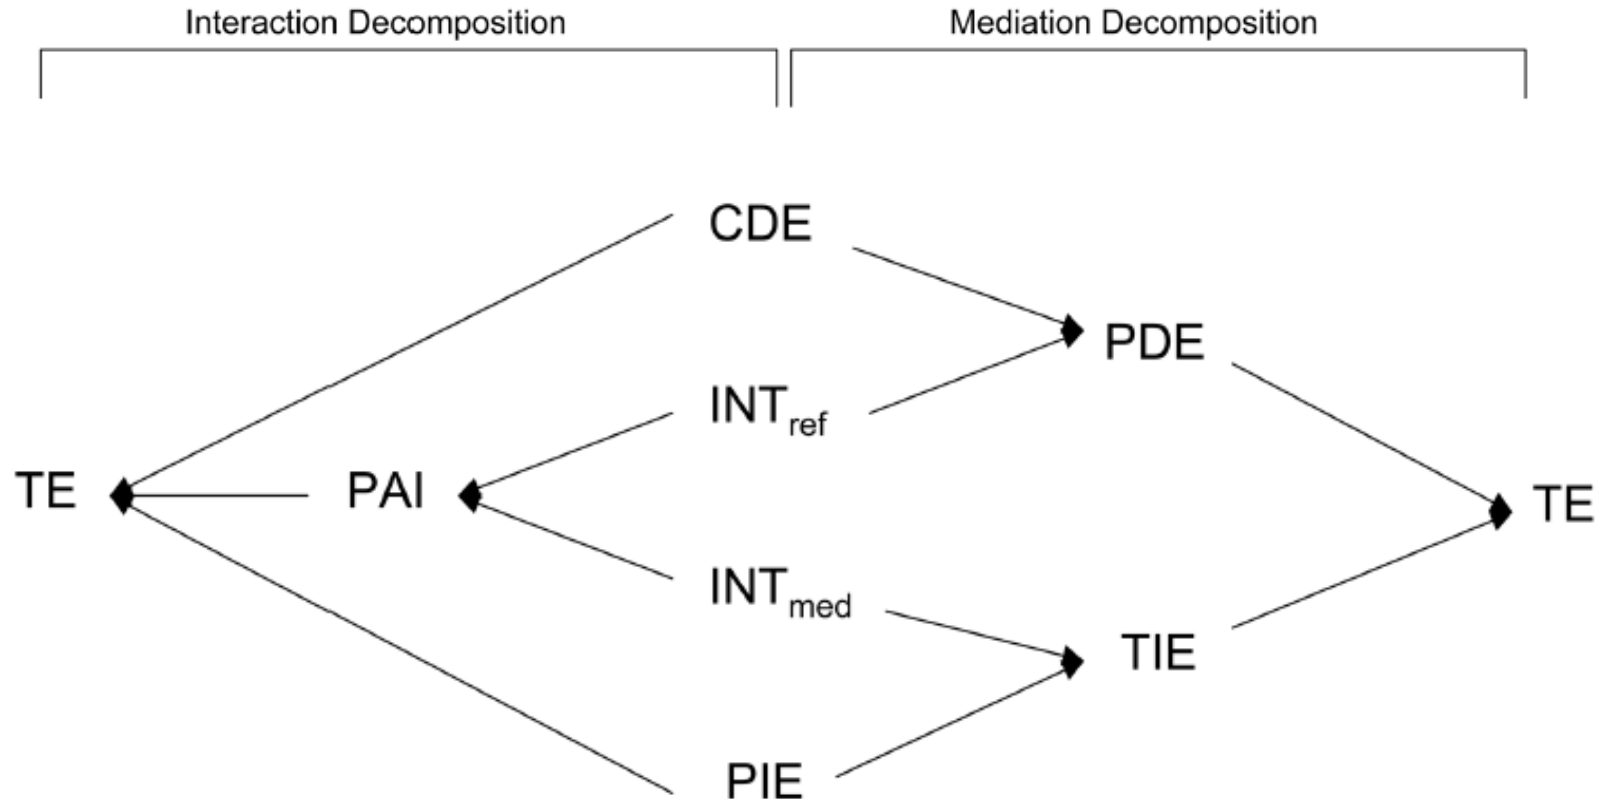 Interaction Decomposition
Mediation Decomposition
CDE
PDE
INTref
TE
PAI
TE
INTmed
TIE
PIE